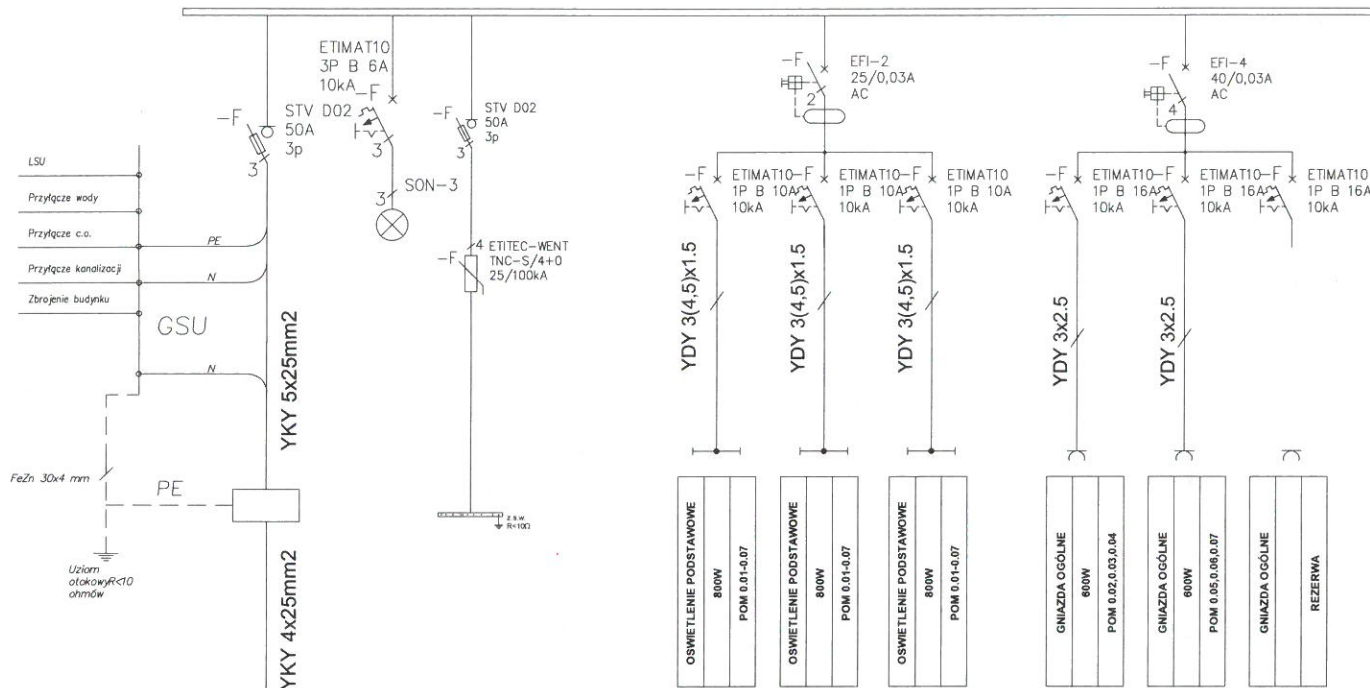 ETIMAT10
3P B 6A
10kA
-F
3
3
SON-3
-F
STV D02
50A
3p
3
-F
STV D02
50A
3p
3
4
ETITEC-WENT
TNC-S/4+0
25/100kA
-F
z.s.w.
R<10Ω
LSU
Przyłącze wody
Przyłącze c.o.
Przyłącze kanalizacji
Zbrojenie budynku
PE
N
GSU
N
YKY 5x25mm2
FeZn 30x4 mm
PE
Uziom
otokowyR<10
ohmów
YKY 4x25mm2
-F
EFI-2
25/0,03A
AC
2
-F
EFI-4
40/0,03A
AC
4
-F
ETIMAT10
1P B 10A
10kA
-F
ETIMAT10
1P B 10A
10kA
-F
ETIMAT10
1P B 10A
10kA
-F
ETIMAT10
1P B 16A
10kA
-F
ETIMAT10
1P B 16A
10kA
-F
ETIMAT10
1P B 16A
10kA
YDY 3(4,5)x1.5
YDY 3(4,5)x1.5
YDY 3(4,5)x1.5
YDY 3x2.5
YDY 3x2.5
OSWIETLENIE PODSTAWOWE
800W
POM 0.01-0.07
OSWIETLENIE PODSTAWOWE
800W
POM 0.01-0.07
OSWIETLENIE PODSTAWOWE
800W
POM 0.01-0.07
GNIAZDA OGÓLNE
600W
POM 0.02,0.03,0.04
GNIAZDA OGÓLNE
600W
POM 0.05,0.06,0.07
GNIAZDA OGÓLNE
REZERWA